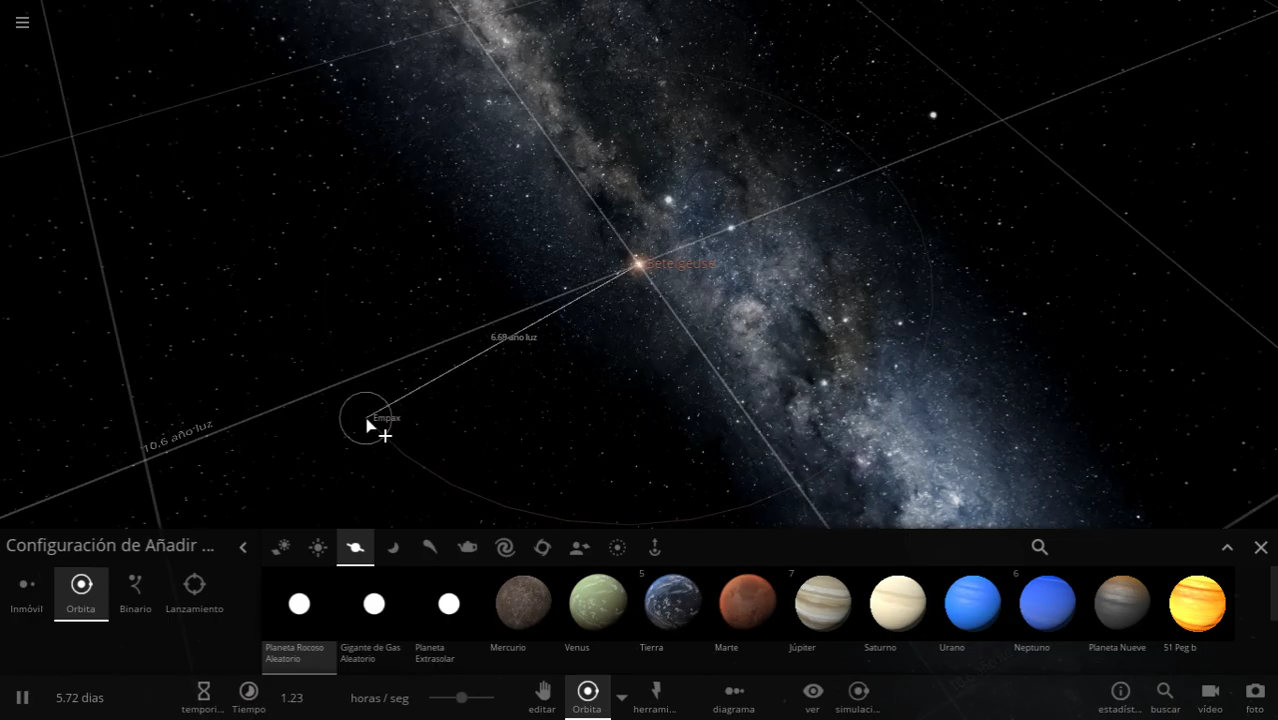 Betelgeuse
6.69 año luz
Empax
10.6 año luz
Configuración de Añadir ...
Inmóvil
Orbita
Binario
Lanzamiento
5
7
6
Planeta Rocoso
Aleatorio
Gigante de Gas
Aleatorio
Planeta
Extrasolar
Mercurio
Venus
Tierra
Marte
Júpiter
Saturno
Urano
Neptuno
Planeta Nueve
51 Peg b
5.72 dias
tempori...
Tiempo
1.23
horas / seg
editar
Orbita
herrami...
diagrama
ver
simulaci...
estadíst...
buscar
vídeo
foto